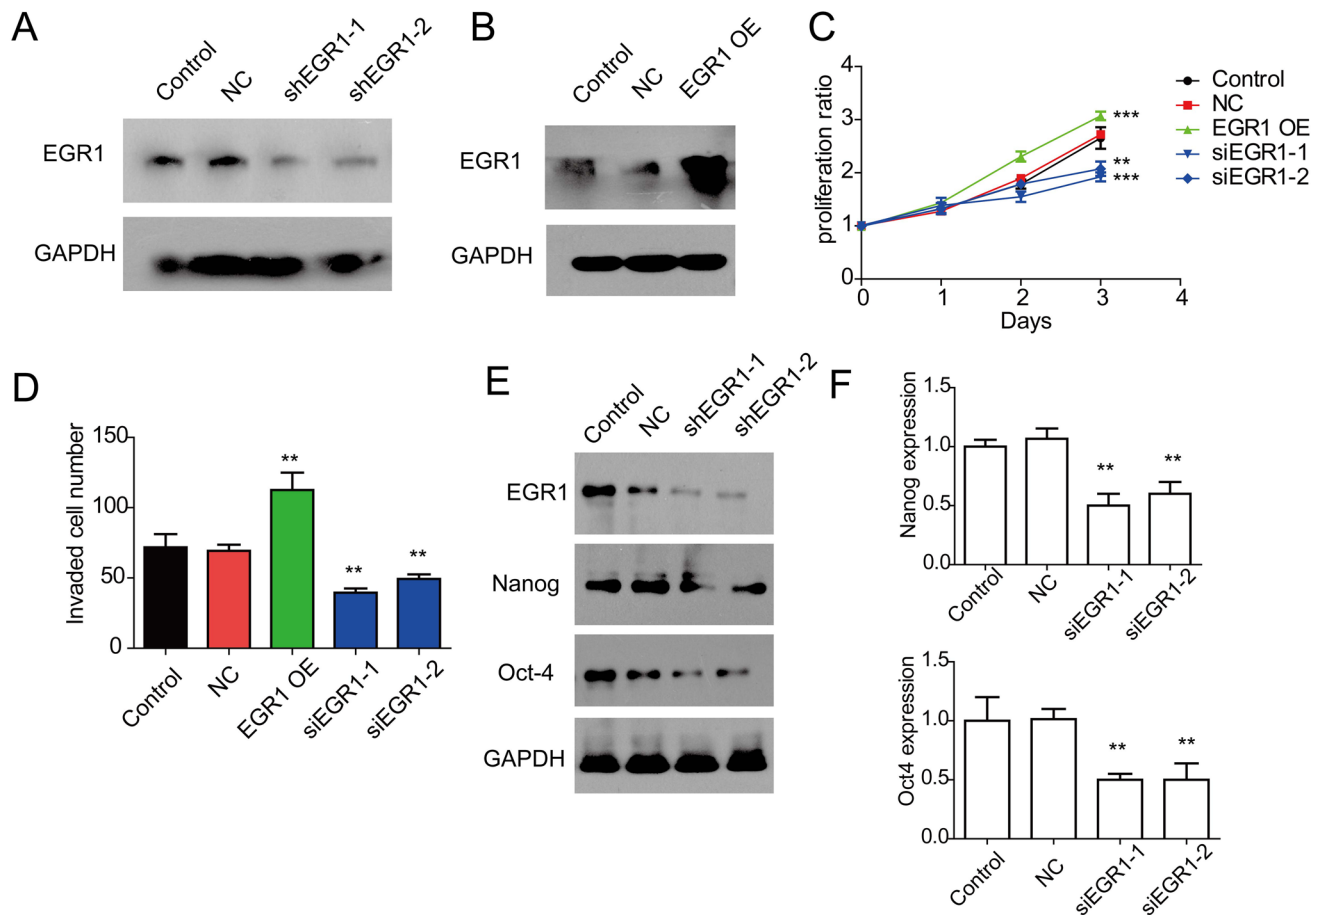 A
Control
NC
shEGR1-1
shEGR1-2
EGR1
GAPDH
B
Control
NC
EGR1 OE
EGR1
GAPDH
C
proliferation ratio
4
3
2
1
0
0
1
2
3
4
Days
***
**
***
Control
NC
EGR1 OE
siEGR1-1
siEGR1-2
D
Invaded cell number
150
100
50
0
**
**
**
Control
NC
EGR1 OE
siEGR1-1
siEGR1-2
E
Control
NC
shEGR1-1
shEGR1-2
EGR1
Nanog
Oct-4
GAPDH
F
Nanog expression
1.5
1.0
0.5
0.0
**
**
Control
NC
siEGR1-1
siEGR1-2
Oct4 expression
1.5
1.0
0.5
0.0
**
**
Control
NC
siEGR1-1
siEGR1-2